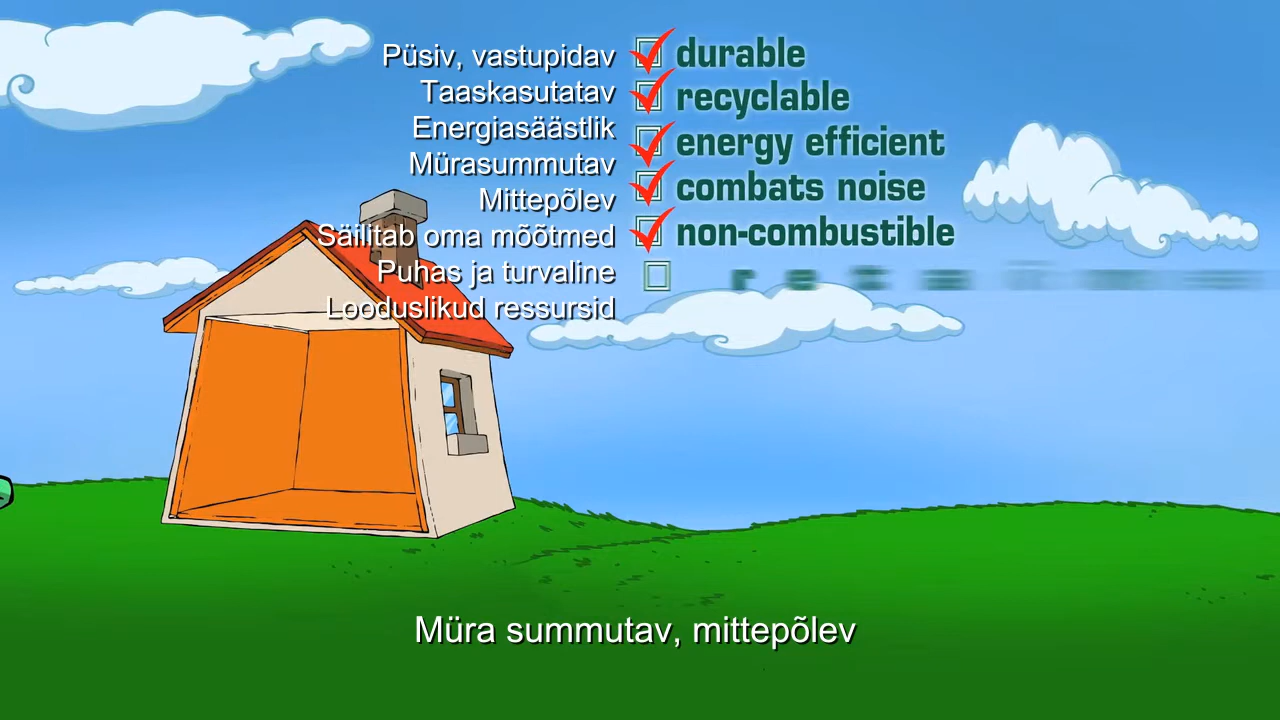 Püsiv, vastupidav
durable
Taaskasutatav
recyclable
Energiasäästlik
energy efficient
Mürasummutav
combats noise
Mittepõlev
non-combustible
Säilitab oma mõõtmed
Puhas ja turvaline
Looduslikud ressursid
Müra summutav, mittepõlev